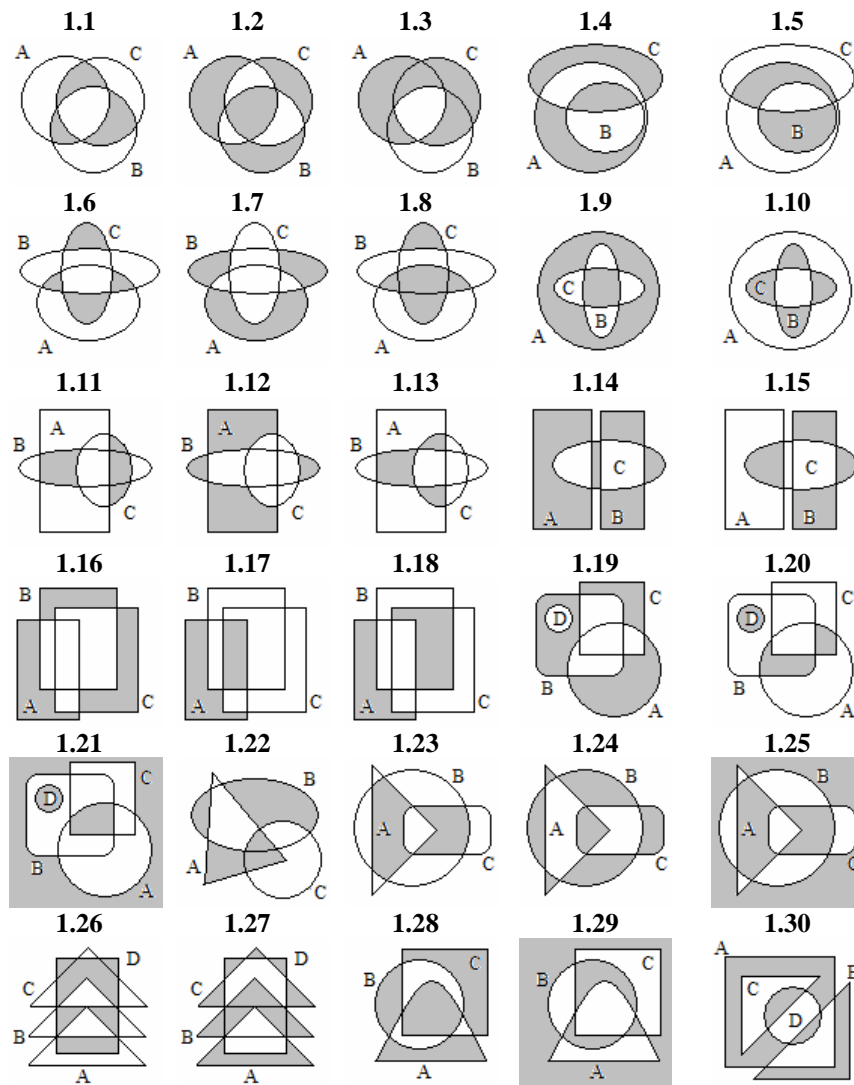 1.1 1.2 1.3 1.4 1.5
A C A C A C C C
B B B B B
A A
1.6 1.7 1.8 1.9 1.10
B C B C B C
C C
B B
A A A A A
1.11 1.12 1.13 1.14 1.15
A A A
B B B C C
C C C A B A B
1.16 1.17 1.18 1.19 1.20
B B B C C
D D
A C A C A C B A B A
1.21 1.22 1.23 1.24 1.25
C B B B B
D A A A
B A A C C C C
1.26 1.27 1.28 1.29 1.30
D D A B
C C B C B C C
B B D
A A A A